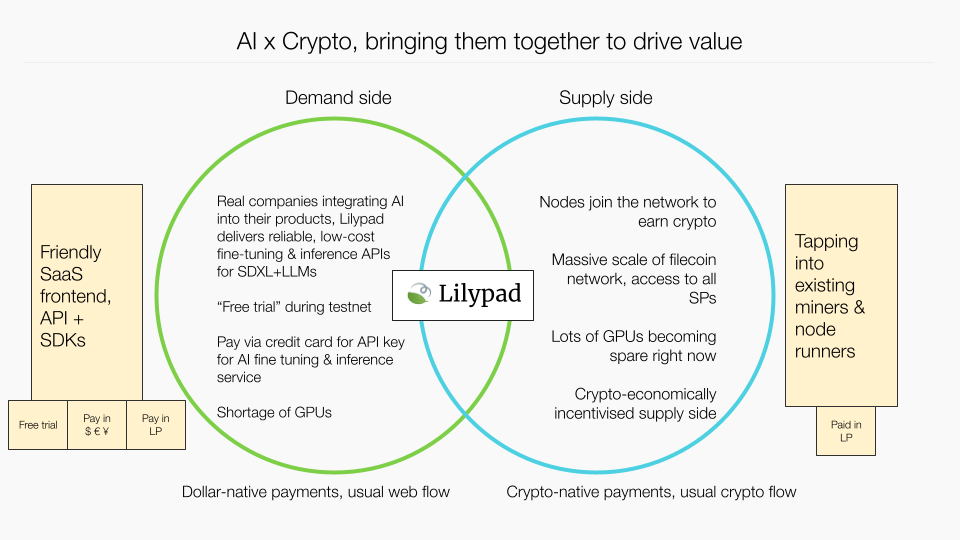 AI x Crypto, bringing them together to drive value
Demand side
Supply side
Friendly
SaaS
frontend,
API +
SDKs
Free trial
Pay in
$ € ¥
Pay in
LP
Real companies integrating AI
into their products, Lilypad
delivers reliable, low-cost
fine-tuning & inference APIs
for SDXL+LLMs
“Free trial” during testnet
Pay via credit card for API key
for AI fine tuning & inference
service
Shortage of GPUs
Lilypad
Nodes join the network to
earn crypto
Massive scale of filecoin
network, access to all
SPs
Lots of GPUs becoming
spare right now
Crypto-economically
incentivised supply side
Tapping
into
existing
miners &
node
runners
Paid in
LP
Dollar-native payments, usual web flow
Crypto-native payments, usual crypto flow